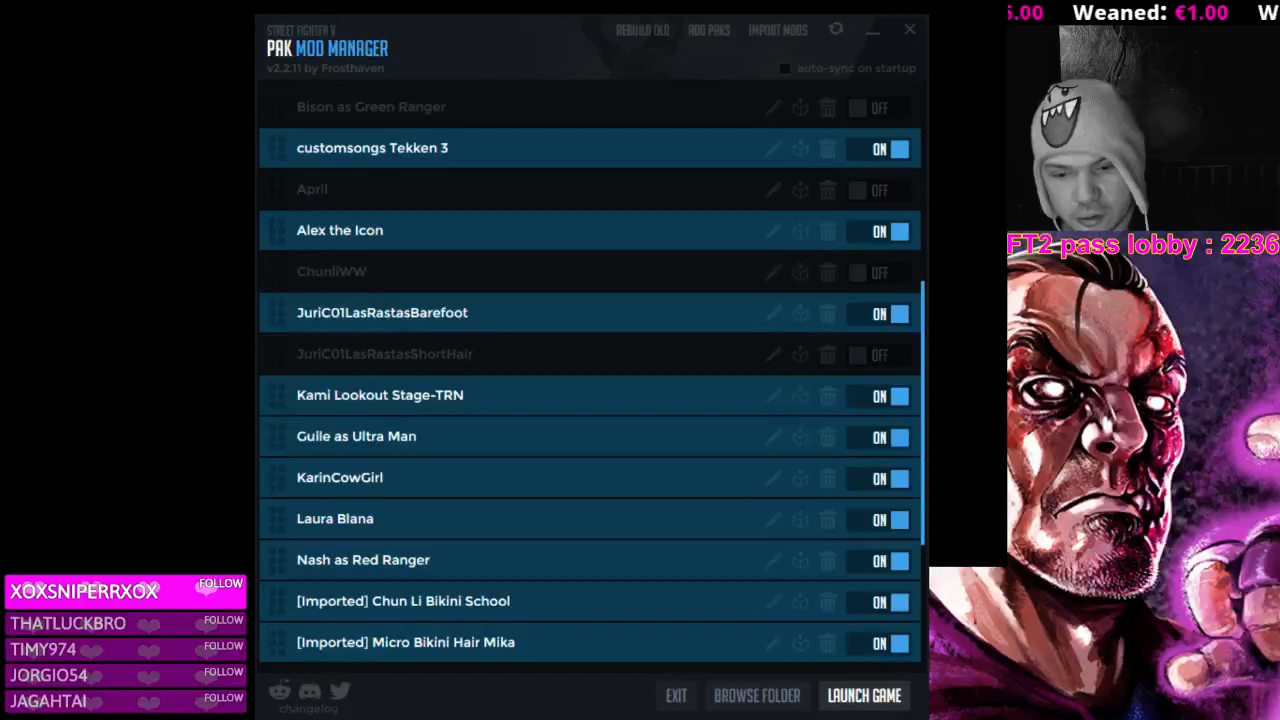 5.00 Weaned: €1.00 W
STREET FIGHTER V
PAK MOD MANAGER
v2.2.11 by Frosthaven
REBUILD OLD ADD PAKS IMPORT MODS
auto-sync on startup
Bison as Green Ranger OFF
customsongs Tekken 3 ON
April OFF
Alex the Icon ON
ChunliWW OFF
JuriC01LasRastasBarefoot ON
JuriC01LasRastasShortHair OFF
Kami Lookout Stage-TRN ON
Guile as Ultra Man ON
KarinCowGirl ON
Laura Blana ON
Nash as Red Ranger ON
[Imported] Chun Li Bikini School ON
[Imported] Micro Bikini Hair Mika ON
changelog
EXIT BROWSE FOLDER LAUNCH GAME
FT2 pass lobby : 2236
XOXSNIPERRXOX FOLLOW
THATLUCKBRO FOLLOW
TIMY974 FOLLOW
JORGIO54 FOLLOW
JAGAHTAI FOLLOW